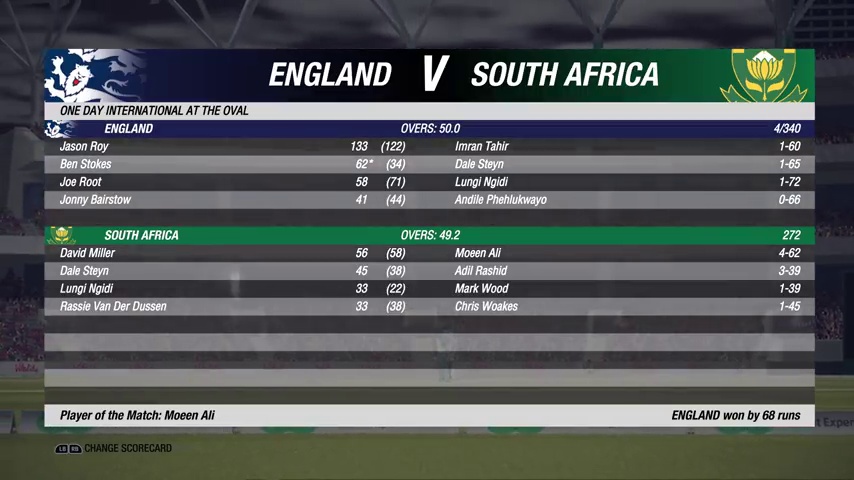 ENGLAND V SOUTH AFRICA
ONE DAY INTERNATIONAL AT THE OVAL
ENGLAND OVERS: 50.0 4/340
Jason Roy 133 (122) Imran Tahir 1-60
Ben Stokes 62* (34) Dale Steyn 1-65
Joe Root 58 (71) Lungi Ngidi 1-72
Jonny Bairstow 41 (44) Andile Phehlukwayo 0-66
SOUTH AFRICA OVERS: 49.2 272
David Miller 56 (58) Moeen Ali 4-62
Dale Steyn 45 (38) Adil Rashid 3-39
Lungi Ngidi 33 (22) Mark Wood 1-39
Rassie Van Der Dussen 33 (38) Chris Woakes 1-45
Player of the Match: Moeen Ali ENGLAND won by 68 runs
LB RB CHANGE SCORECARD